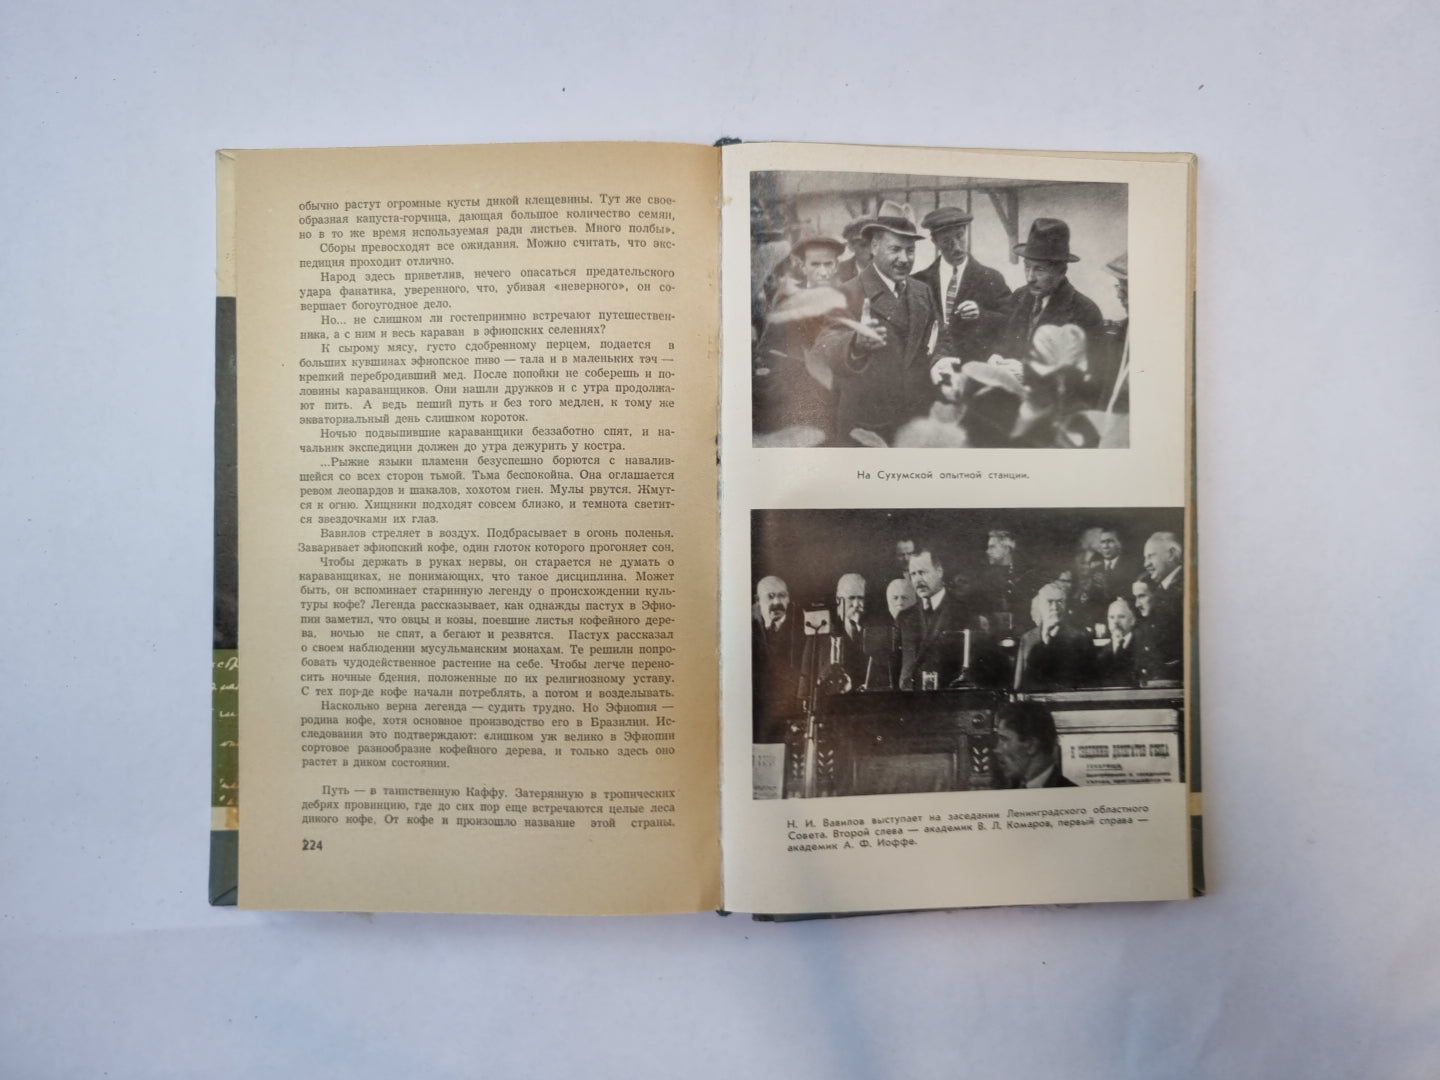 обычно растут огромные кусты дикой клещевины. Тут же свое-
образная капуста-горчица, дающая большое количество семян,
но в то же время используемая ради листьев. Много полбы».
Сборы превосходят все ожидания. Можно считать, что экс-
педиция проходит отлично.
Народ здесь приветлив, нечего опасаться предательского
удара фанатика, уверенного, что, убивая «неверного», он со-
вершает богоугодное дело.
Но... не слишком ли гостеприимно встречают путешествен-
ника, а с ним и весь караван в эфиопских селениях?
К сырому мясу, густо сдобренному перцем, подается в
больших кувшинах эфиопское пиво — тала и в маленьких тэч —
крепкий перебродивший мед. После попойки не соберешь и по-
ловины караванщиков. Они нашли дружков и с утра продолжа-
ют пить. А ведь пеший путь и без того медлен, к тому же
экваториальный день слишком короток.
Ночью подвыпившие караванщики беззаботно спят, и на-
чальник экспедиции должен до утра дежурить у костра.
...Рыжие языки пламени безуспешно борются с навалив-
шейся со всех сторон тьмой. Тьма беспокойна. Она оглашается
ревом леопардов и шакалов, хохотом гиен. Мулы рвутся. Жмут-
ся к огню. Хищники подходят совсем близко, и темнота светит-
ся звездочками их глаз.
Вавилов стреляет в воздух. Подбрасывает в огонь поленья.
Заваривает эфиопский кофе, один глоток которого прогоняет сон.
Чтобы держать в руках нервы, он старается не думать о
караванщиках, не понимающих, что такое дисциплина. Может
быть, он вспоминает старинную легенду о происхождении куль-
туры кофе? Легенда рассказывает, как однажды пастух в Эфио-
пии заметил, что овцы и козы, поевшие листья кофейного дере-
ва, ночью не спят, а бегают и резвятся. Пастух рассказал
о своем наблюдении мусульманским монахам. Те решили попро-
бовать чудодейственное растение на себе. Чтобы легче перено-
сить ночные бдения, положенные по их религиозному уставу.
С тех пор-де кофе начали потреблять, а потом и возделывать.
Насколько верна легенда — судить трудно. Но Эфиопия —
родина кофе, хотя основное производство его в Бразилии. Ис-
следования это подтверждают: слишком уж велико в Эфиопии
сортовое разнообразие кофейного дерева, и только здесь оно
растет в диком состоянии.
Путь — в таинственную Каффу. Затерянную в тропических
дебрях провинцию, где до сих пор еще встречаются целые леса
дикого кофе. От кофе и произошло название этой страны.
224
На Сухумской опытной станции.
К СВЕДЕНИЮ ДЕЛЕГАТОВ СЪЕЗДА
Н. И. Вавилов выступает на заседании Ленинградского областного
Совета. Второй слева — академик В. Л. Комаров, первый справа —
академик А. Ф. Иоффе.